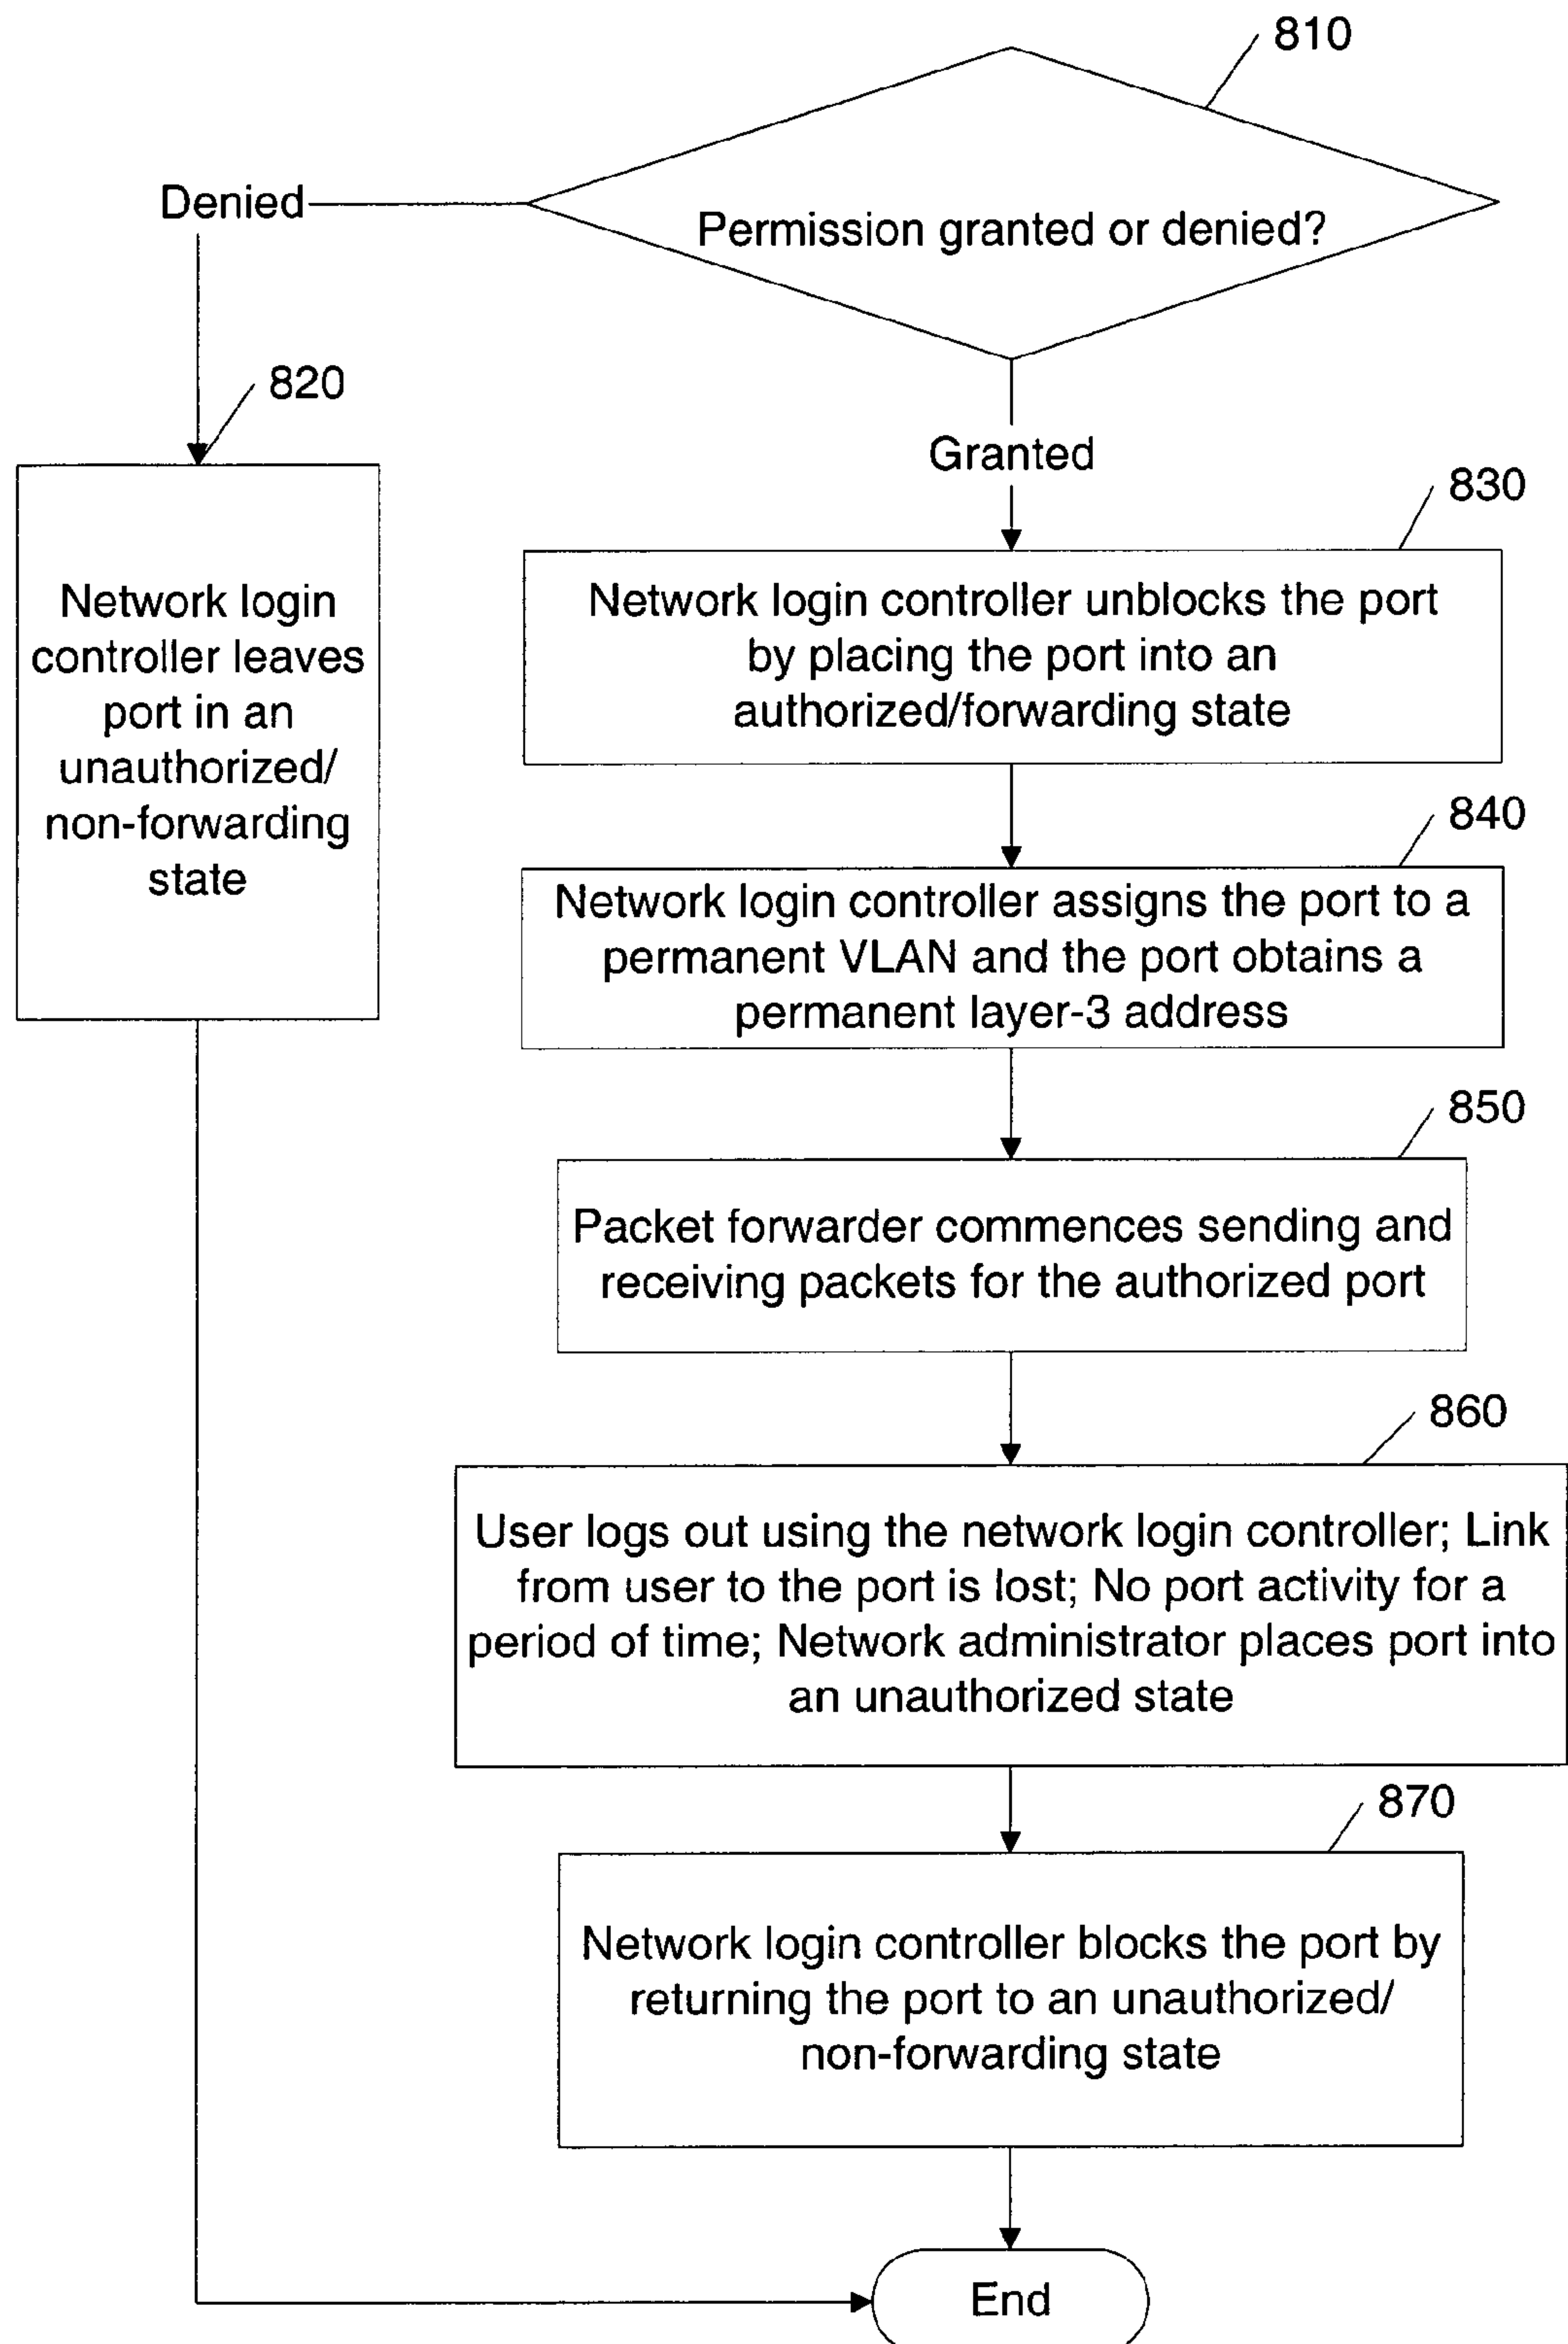 810
Denied
Permission granted or denied?
820
Granted
830
Network login
controller leaves
port in an
unauthorized/
non-forwarding
state
Network login controller unblocks the port
by placing the port into an
authorized/forwarding state
840
Network login controller assigns the port to a
permanent VLAN and the port obtains a
permanent layer-3 address
850
Packet forwarder commences sending and
receiving packets for the authorized port
860
User logs out using the network login controller; Link
from user to the port is lost; No port activity for a
period of time; Network administrator places port into
an unauthorized state
870
Network login controller blocks the port by
returning the port to an unauthorized/
non-forwarding state
End